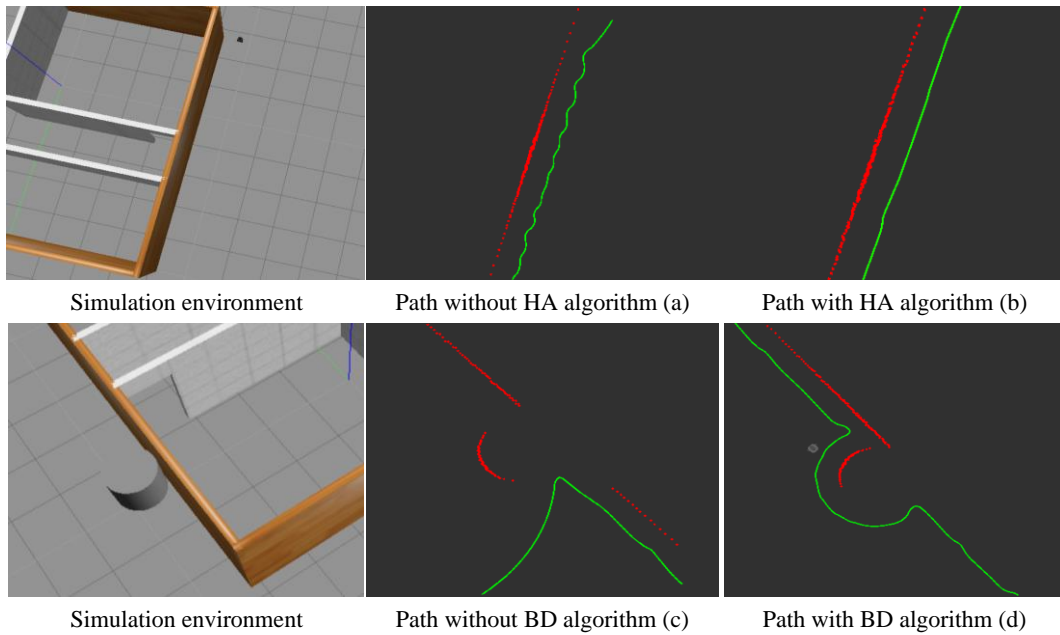 Simulation environment
Path without HA algorithm (a)
Path with HA algorithm (b)
Simulation environment
Path without BD algorithm (c)
Path with BD algorithm (d)